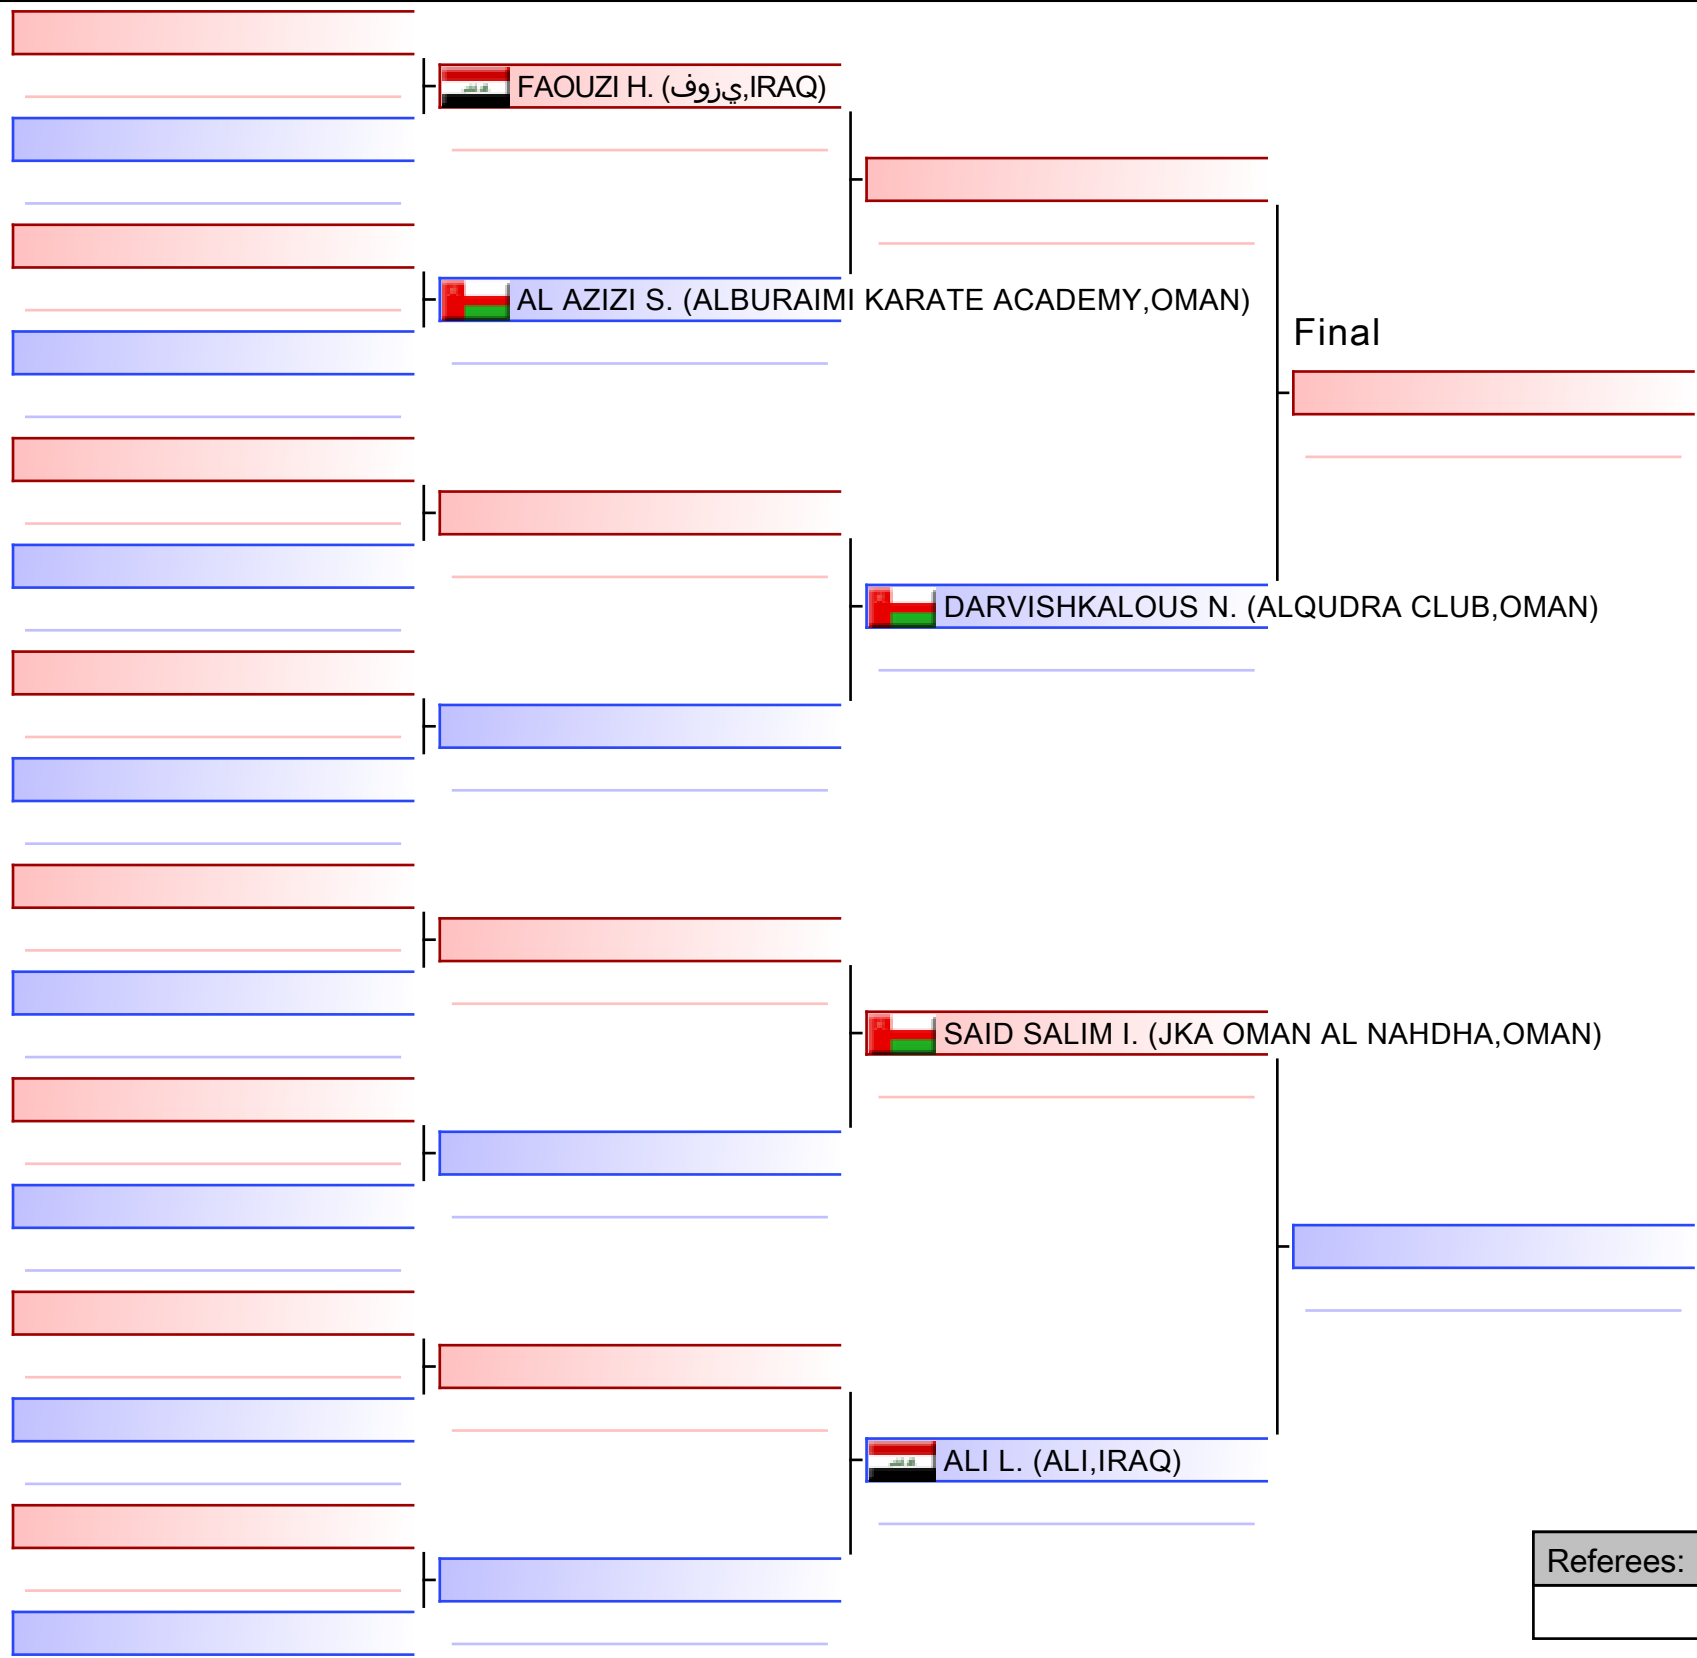 FAOUZI H. (يزوف,IRAQ)
AL AZIZI S. (ALBURAIMI KARATE ACADEMY,OMAN)
Final
DARVISHKALOUS N. (ALQUDRA CLUB,OMAN)
SAID SALIM I. (JKA OMAN AL NAHDHA,OMAN)
ALI L. (ALI,IRAQ)
Referees: